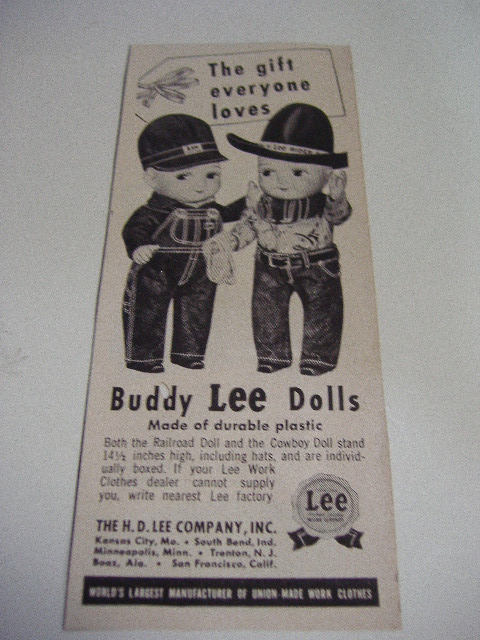 The gift
everyone
loves
LEE
LEE RIDER
Buddy Lee Dolls
Made of durable plastic
Both the Railroad Doll and the Cowboy Doll stand
14½ inches high, including hats, and are individ-
ually boxed. If your Lee Work
Clothes dealer cannot supply
you, write nearest Lee factory
Lee
THE H. D. LEE COMPANY, INC.
Kansas City, Mo. • South Bend, Ind.
Minneapolis, Minn. • Trenton, N. J.
Boaz, Ala. • San Francisco, Calif.
WORLD'S LARGEST MANUFACTURER OF UNION-MADE WORK CLOTHES